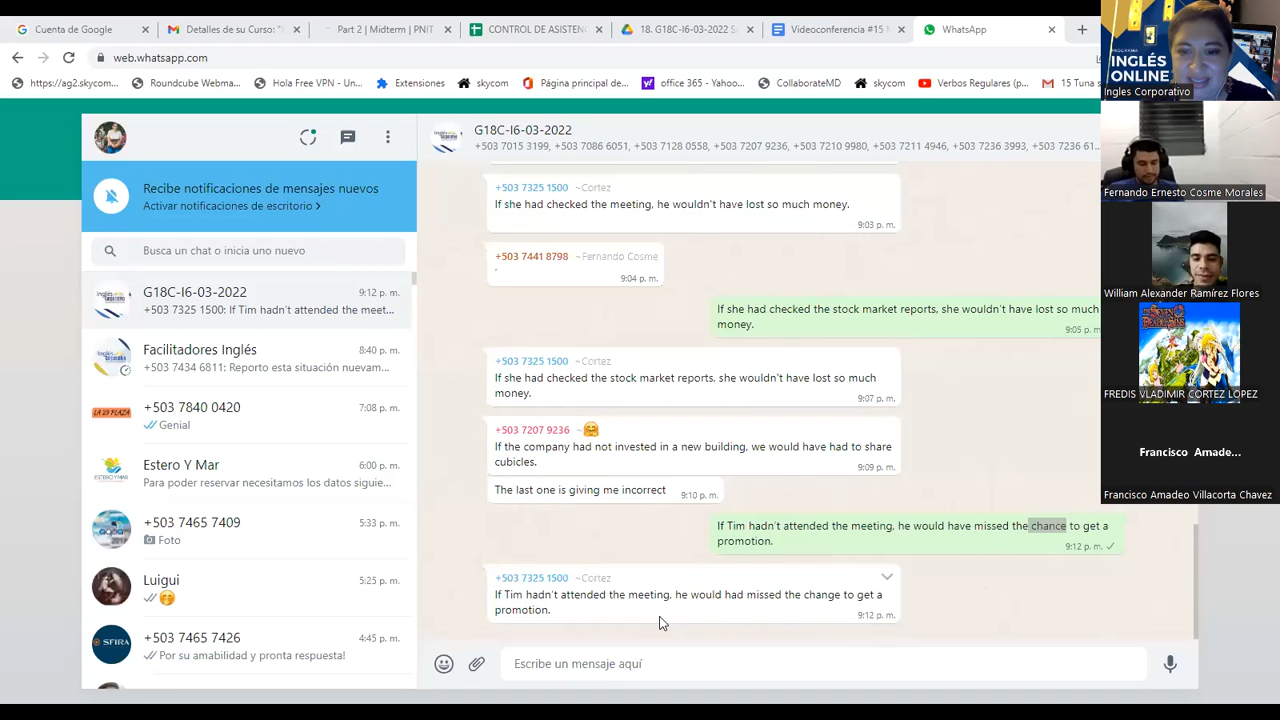 Cuenta de Google
Detalles de su Curso: "
Part 2 | Midterm | PNIT
CONTROL DE ASISTENC
18. G18C-I6-03-2022 S
Videoconferencia #15 M
WhatsApp
web.whatsapp.com
https://ag2.skycom...
Roundcube Webma...
Hola Free VPN - Un...
Extensiones
skycom
Página principal de...
office 365 - Yahoo...
CollaborateMD
skycom
Verbos Regulares (p...
15 Tuna s
Recibe notificaciones de mensajes nuevos
Activar notificaciones de escritorio >
Busca un chat o inicia uno nuevo
G18C-I6-03-2022
9:12 p. m.
+503 7325 1500: If Tim hadn't attended the meet...
Facilitadores Inglés
8:40 p. m.
+503 7434 6811: Reporto esta situación nuevam...
+503 7840 0420
7:08 p. m.
Genial
Estero Y Mar
6:00 p. m.
Para poder reservar necesitamos los datos siguie...
+503 7465 7409
5:33 p. m.
Foto
Luigui
5:25 p. m.
+503 7465 7426
4:45 p. m.
Por su amabilidad y pronta respuesta!
LA 29 PLAZA
SFIRA
G18C-I6-03-2022
+503 7015 3199, +503 7086 6051, +503 7128 0558, +503 7207 9236, +503 7210 9980, +503 7211 4946, +503 7236 3993, +503 7236 61...
+503 7325 1500 ~Cortez
If she had checked the meeting, he wouldn't have lost so much money.
9:03 p. m.
+503 7441 8798 ~Fernando Cosme
9:04 p. m.
If she had checked the stock market reports, she wouldn't have lost so much
money.
9:05 p. m.
+503 7325 1500 ~Cortez
If she had checked the stock market reports, she wouldn't have lost so much
money.
9:07 p. m.
+503 7207 9236 ~🤗
If the company had not invested in a new building, we would have had to share
cubicles.
9:09 p. m.
The last one is giving me incorrect
9:10 p. m.
If Tim hadn't attended the meeting, he would have missed the chance to get a
promotion.
9:12 p. m.
+503 7325 1500 ~Cortez
If Tim hadn't attended the meeting, he would had missed the change to get a
promotion.
9:12 p. m.
Escribe un mensaje aquí
PROGRAMA
INGLÉS
ONLINE
Ingles Corporativo
Fernando Ernesto Cosme Morales
William Alexander Ramírez Flores
FREDIS VLADIMIR CORTEZ LOPEZ
Francisco Amade...
Francisco Amadeo Villacorta Chavez